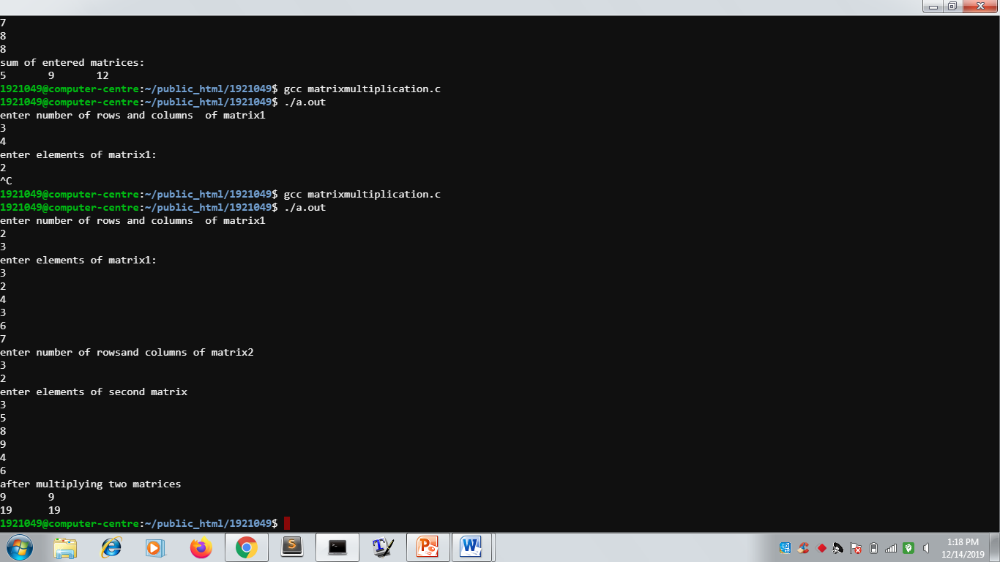 7
8
8
sum of entered matrices:
5 9 12
1921049@computer-centre:~/public_html/1921049$ gcc matrixmultiplication.c
1921049@computer-centre:~/public_html/1921049$ ./a.out
enter number of rows and columns  of matrix1
3
4
enter elements of matrix1:
2
^C
1921049@computer-centre:~/public_html/1921049$ gcc matrixmultiplication.c
1921049@computer-centre:~/public_html/1921049$ ./a.out
enter number of rows and columns  of matrix1
2
3
enter elements of matrix1:
3
2
4
3
6
7
enter number of rowsand columns of matrix2
3
2
enter elements of second matrix
3
5
8
9
4
6
after multiplying two matrices
9 9
19 19
1921049@computer-centre:~/public_html/1921049$
1:18 PM
12/14/2019